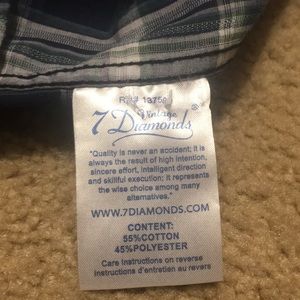 7 Vintage
Diamonds®
"Quality is never an accident; it is
always the result of high intention,
sincere effort, intelligent direction
and skillful execution; it represents
the wise choice among many
alternatives."
WWW.7DIAMONDS.COM
CONTENT:
55%COTTON
45%POLYESTER
Care Instructions on reverse
Instructions d'entretien au revers